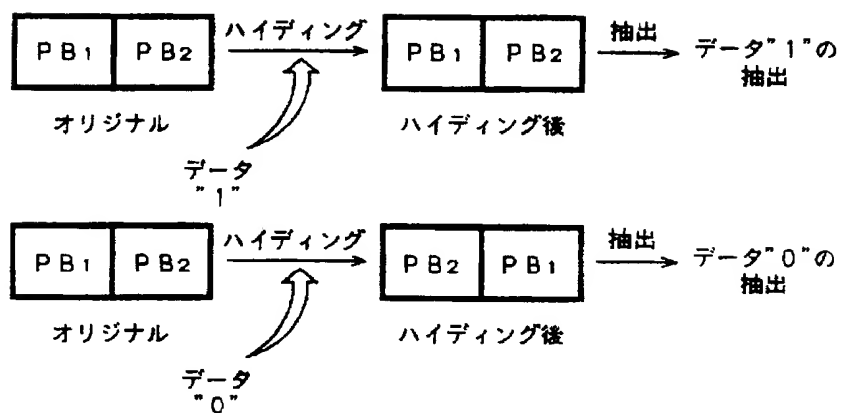 PB1 PB2 ハイディング PB1 PB2 抽出 データ"1"の
抽出
オリジナル ハイディング後
データ
"1"
PB1 PB2 ハイディング PB2 PB1 抽出 データ"0"の
抽出
オリジナル ハイディング後
データ
"0"